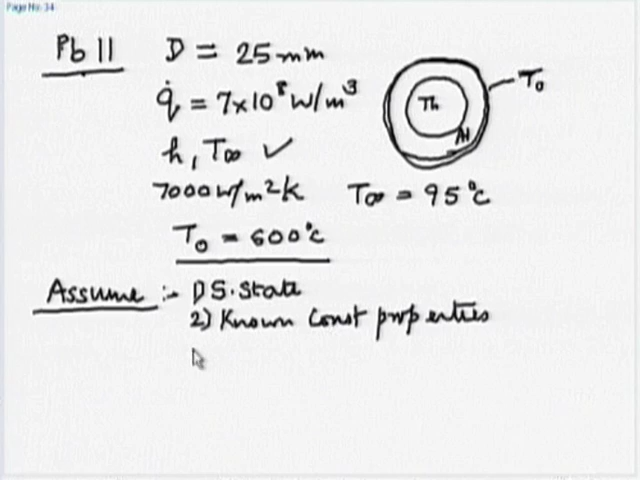 Page No: 34
Pb 11 D = 25 mm
q̇ = 7×10⁸ W/m³
Th
Al
T₀
h, T∞ ✓
7000 W/m²K T∞ = 95°C
T₀ = 600°C
Assume :- 1) S. State
2) Known Const properties